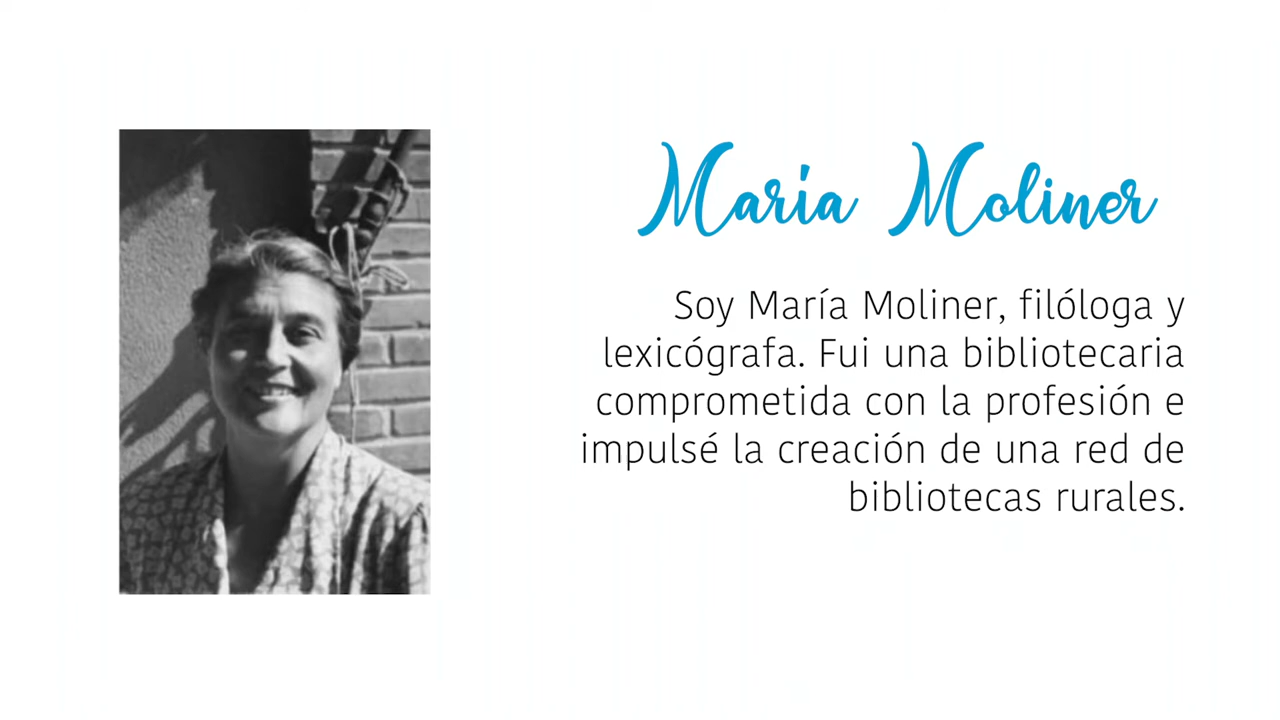 María Moliner
Soy María Moliner, filóloga y
lexicógrafa. Fui una bibliotecaria
comprometida con la profesión e
impulsé la creación de una red de
bibliotecas rurales.